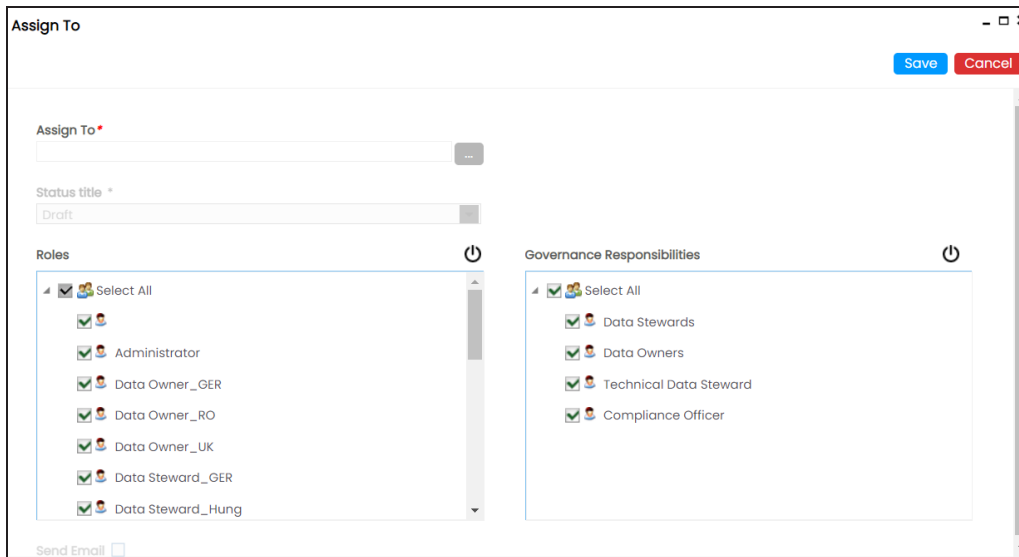 Assign To
Save Cancel
Assign To*
...
Status title *
Draft
Roles
Select All
Administrator
Data Owner_GER
Data Owner_RO
Data Owner_UK
Data Steward_GER
Data Steward_Hung
Governance Responsibilities
Select All
Data Stewards
Data Owners
Technical Data Steward
Compliance Officer
Send Email